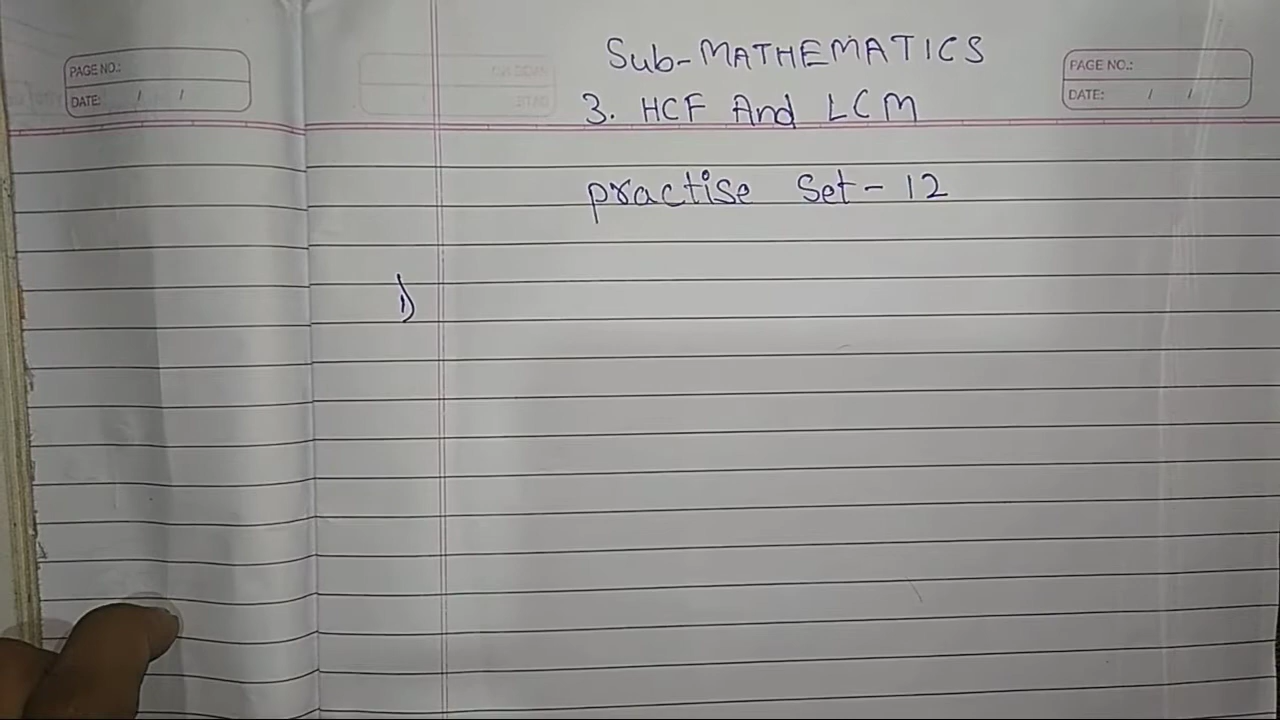 Sub-MATHEMATICS
PAGE NO.:
DATE: / /
PAGE NO.:
DATE: / /
3. HCF And LCM
practise Set-12
1)